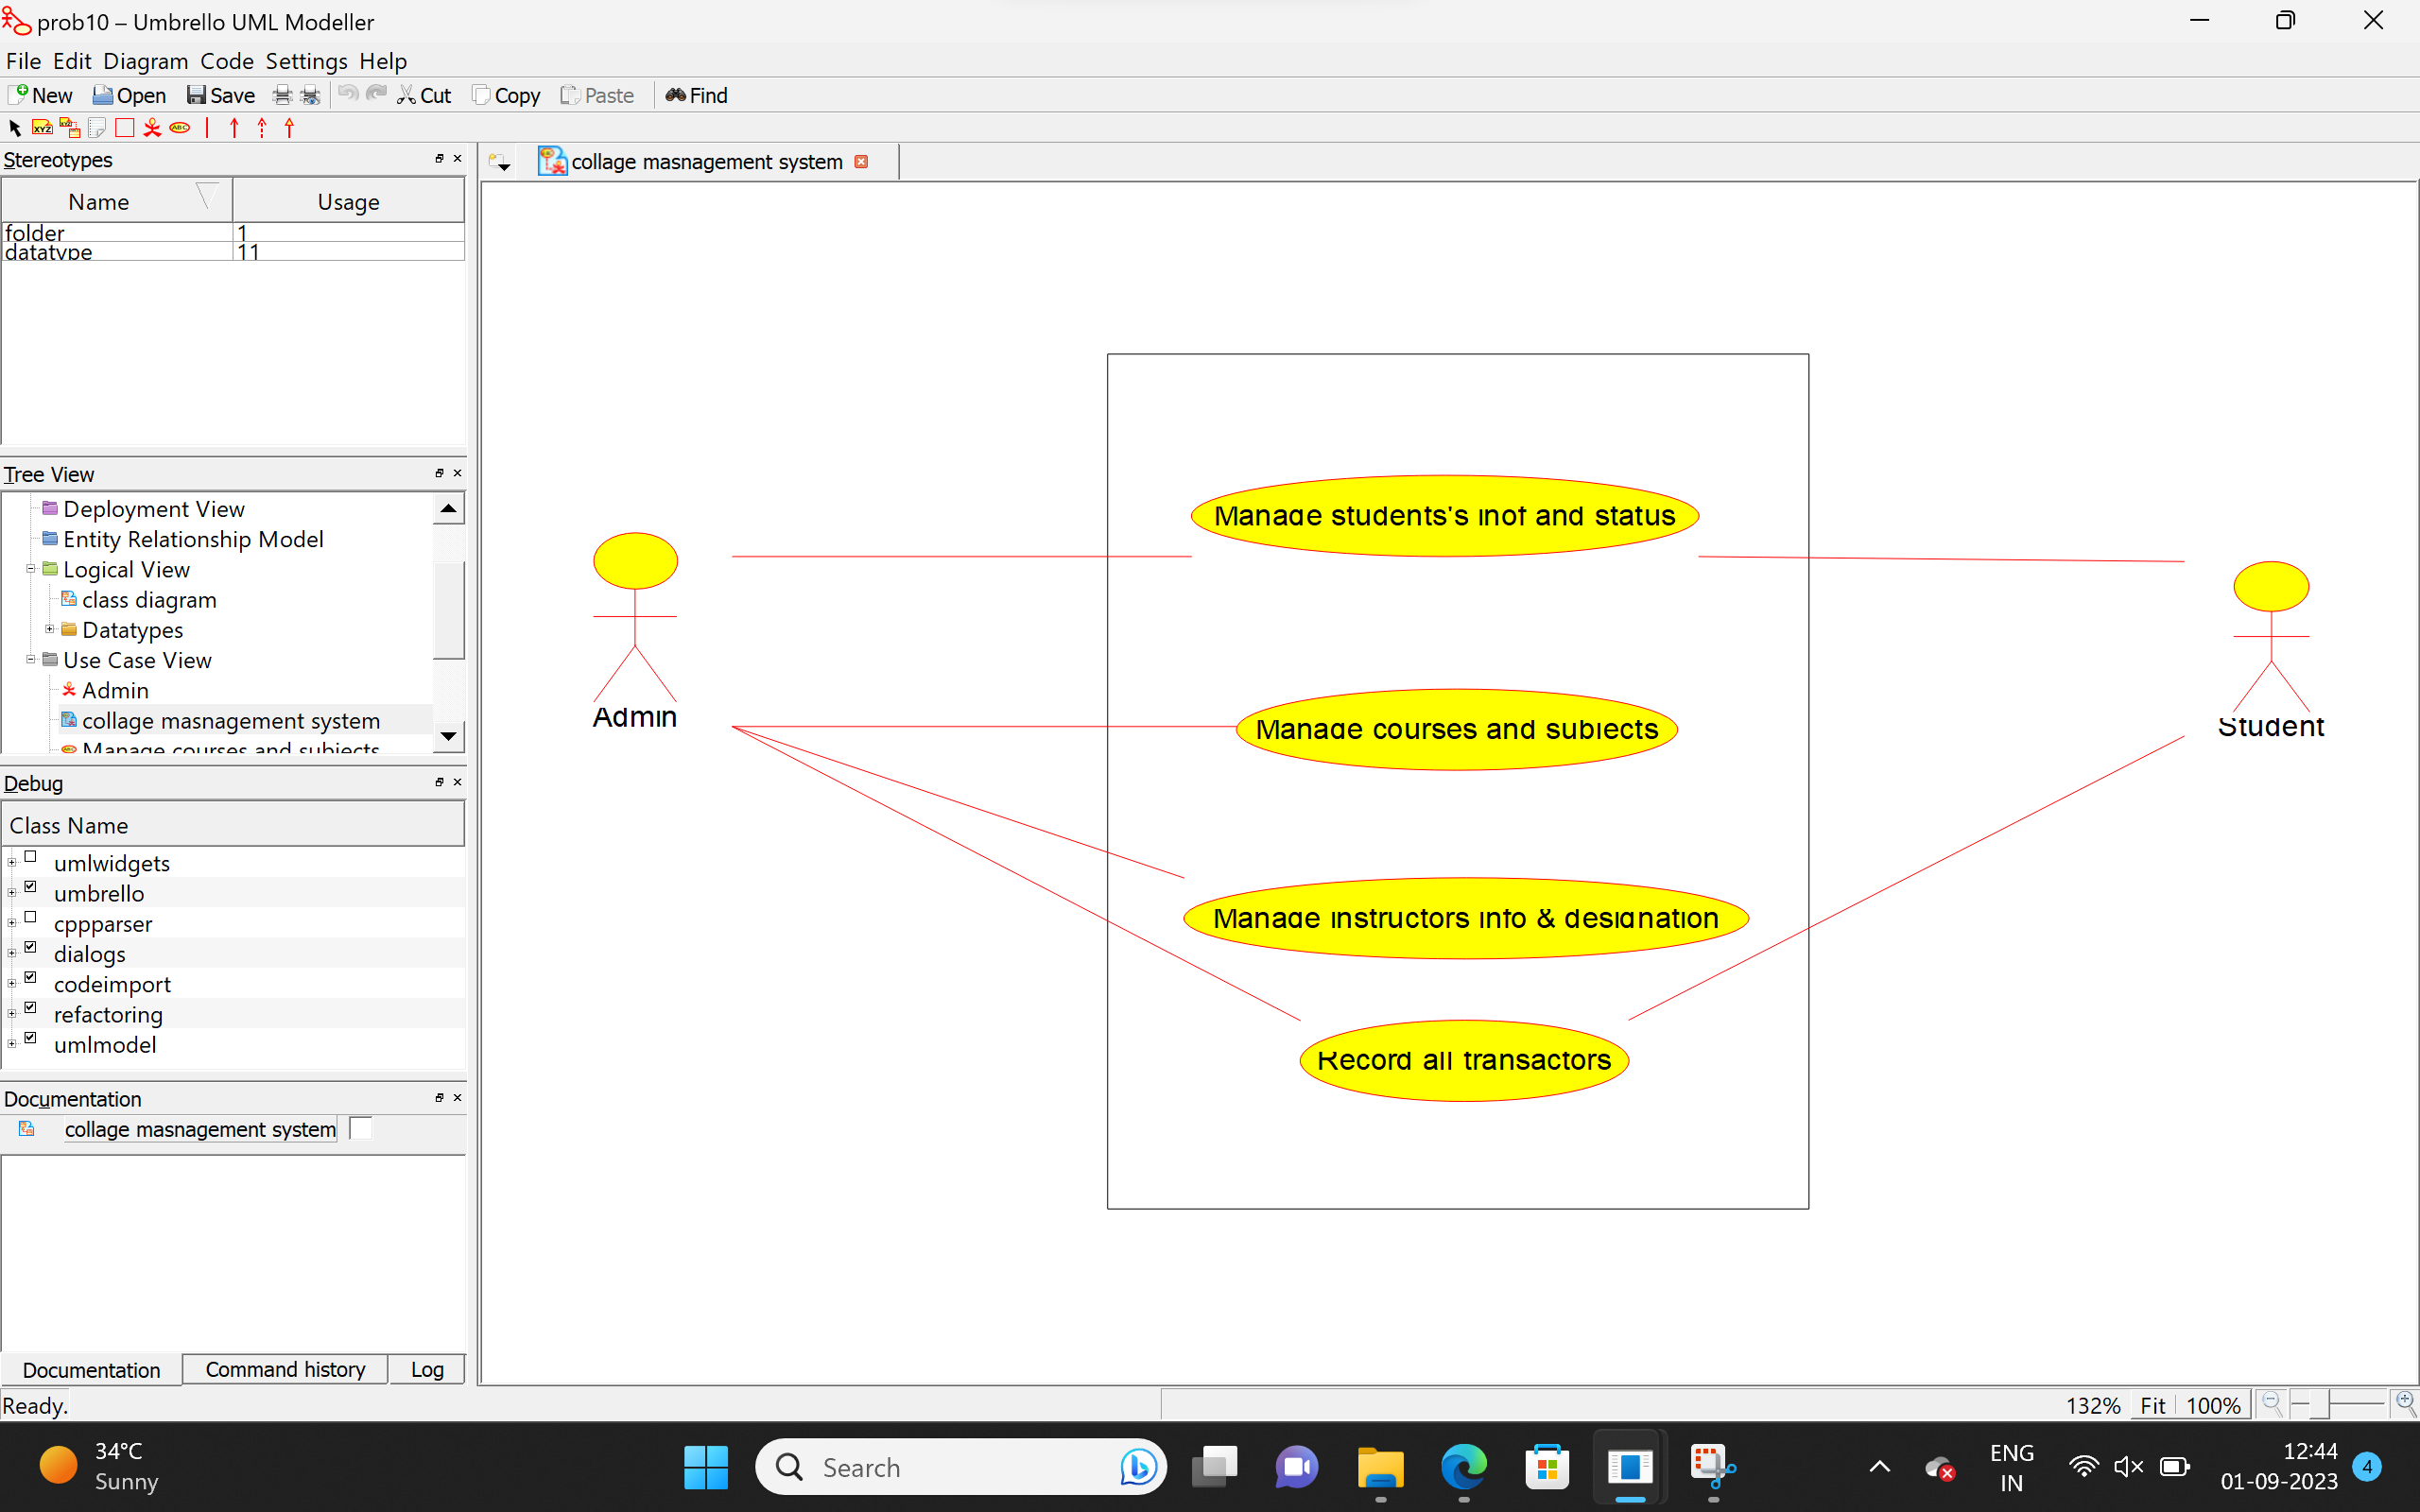 prob10 – Umbrello UML Modeller
File Edit Diagram Code Settings Help
New Open Save Cut Copy Paste Find
XYZ ABC
Stereotypes
Name Usage
folder 1
datatype 11
Tree View
Deployment View
Entity Relationship Model
Logical View
class diagram
Datatypes
Use Case View
Admin
collage masnagement system
Manage courses and subjects
Debug
Class Name
umlwidgets
umbrello
cppparser
dialogs
codeimport
refactoring
umlmodel
Documentation
collage masnagement system
Documentation Command history Log
Ready.
collage masnagement system
Manage students's inof and status
Admin
Manage courses and subjects
Student
Manage instructors info & designation
Record all transactors
132% Fit 100%
34°C
Sunny
Search
ENG
IN
12:44
01-09-2023
4